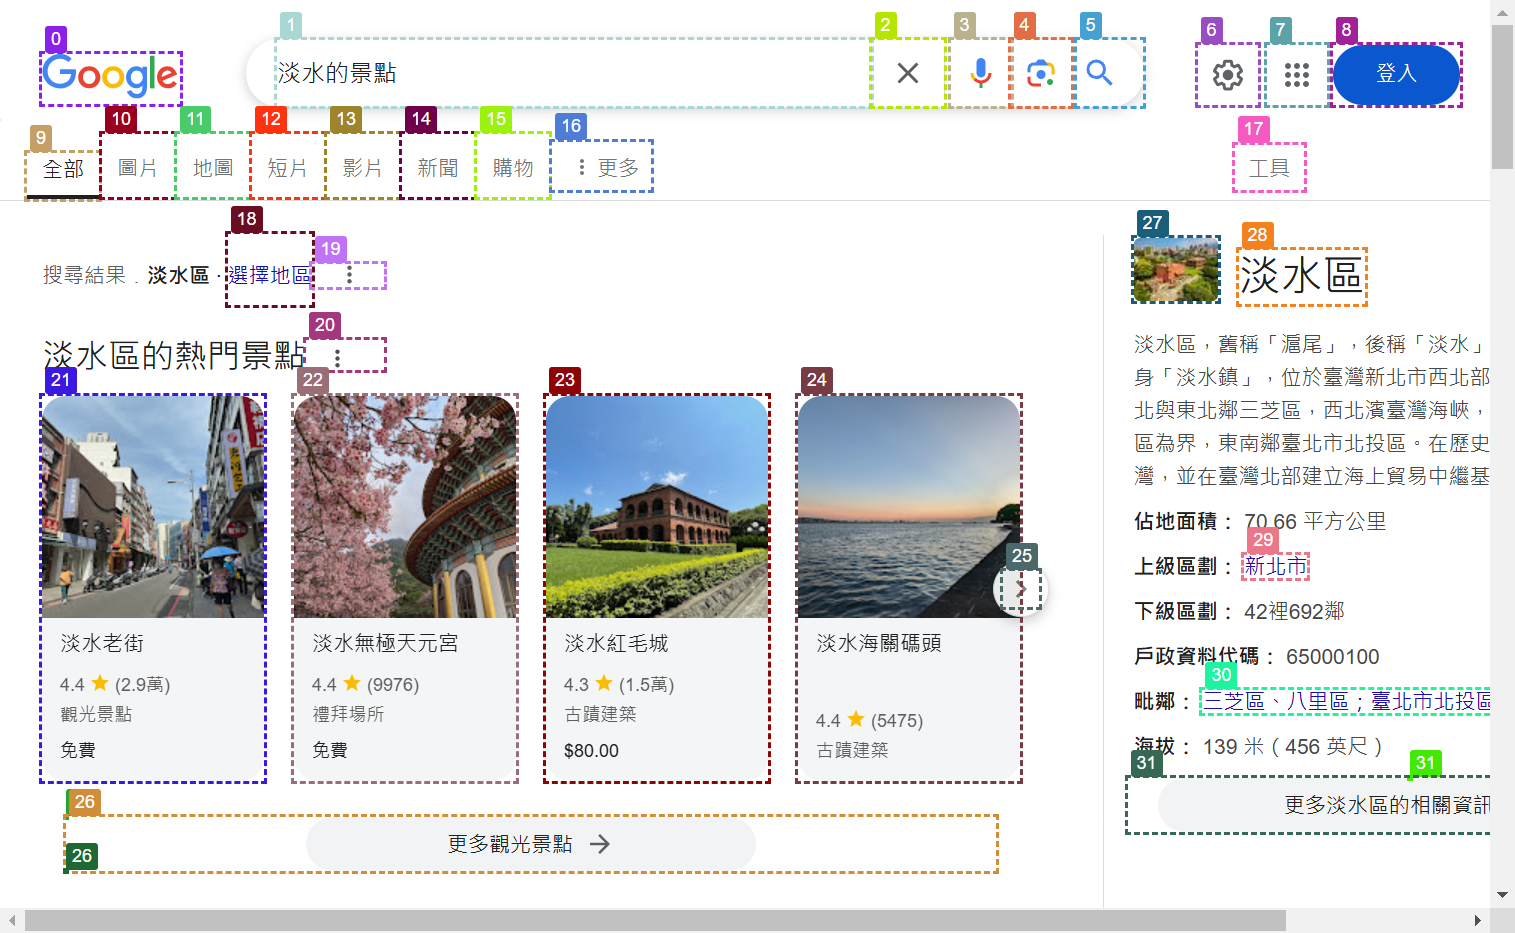 0
1
2
3
4
5
6
7
8
Google
淡水的景點
登入
9
10
11
12
13
14
15
16
17
全部
圖片
地圖
短片
影片
新聞
購物
更多
工具
18
19
搜尋結果．淡水區 · 選擇地區
20
淡水區的熱門景點
21
22
23
24
25
淡水老街
4.4 ★ (2.9萬)
觀光景點
免費
淡水無極天元宮
4.4 ★ (9976)
禮拜場所
免費
淡水紅毛城
4.3 ★ (1.5萬)
古蹟建築
$80.00
淡水海關碼頭
4.4 ★ (5475)
古蹟建築
26
更多觀光景點 →
26
27
28
淡水區
淡水區，舊稱「滬尾」，後稱「淡水」
身「淡水鎮」，位於臺灣新北市西北部
北與東北鄰三芝區，西北濱臺灣海峽，
區為界，東南鄰臺北市北投區。在歷史
灣，並在臺灣北部建立海上貿易中繼基
佔地面積： 70.66 平方公里
29
上級區劃： 新北市
下級區劃： 42裡692鄰
戶政資料代碼： 65000100
30
毗鄰： 三芝區、八里區；臺北市北投區
海拔： 139 米（456 英尺）
31
31
更多淡水區的相關資訊